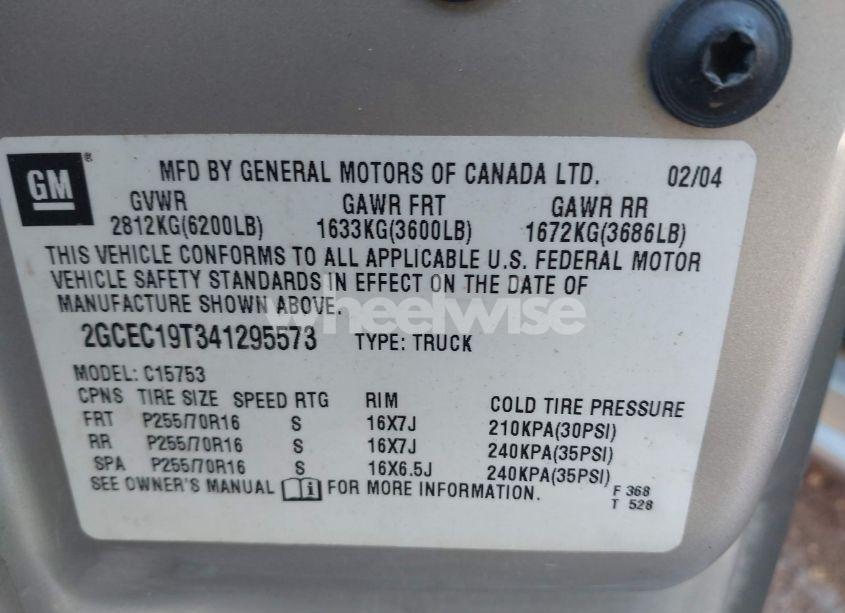 GM ®
MFD BY GENERAL MOTORS OF CANADA LTD. 02/04
GVWR GAWR FRT GAWR RR
2812KG(6200LB) 1633KG(3600LB) 1672KG(3686LB)
THIS VEHICLE CONFORMS TO ALL APPLICABLE U.S. FEDERAL MOTOR
VEHICLE SAFETY STANDARDS IN EFFECT ON THE DATE OF
MANUFACTURE SHOWN ABOVE.
wheelwise
2GCEC19T341295573 TYPE: TRUCK
MODEL: C15753
CPNS TIRE SIZE SPEED RTG RIM COLD TIRE PRESSURE
FRT P255/70R16 S 16X7J 210KPA(30PSI)
RR P255/70R16 S 16X7J 240KPA(35PSI)
SPA P255/70R16 S 16X6.5J 240KPA(35PSI)
SEE OWNER'S MANUAL i FOR MORE INFORMATION. F 368
T 528